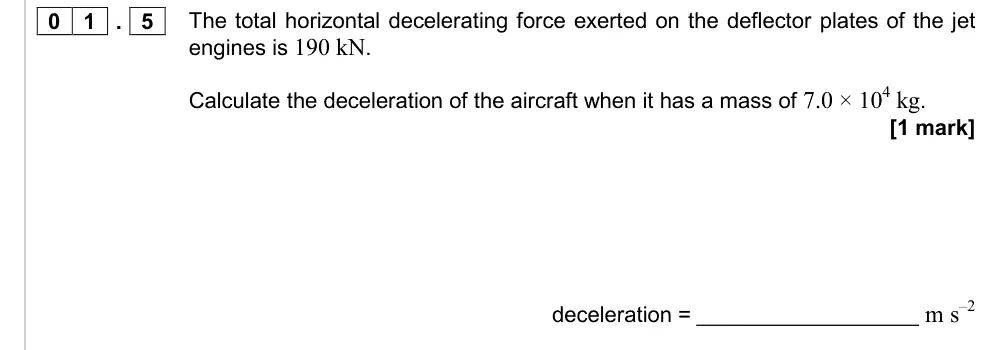 0 1 . 5 The total horizontal decelerating force exerted on the deflector plates of the jet
engines is 190 kN.
Calculate the deceleration of the aircraft when it has a mass of 7.0 × 10⁴ kg.
[1 mark]
deceleration = ____________________ m s⁻²